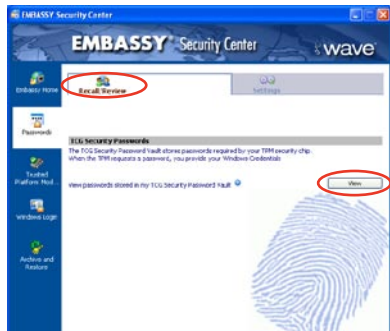 EMBASSY Security Center
EMBASSY® Security Center
wave
Embassy Home
Recall/Review
Settings
Passwords
TCG Security Passwords
The TCG Security Password Vault stores passwords required by your TPM security chip.
When the TPM requests a password, you provide your Windows Credentials
View passwords stored in my TCG Security Password Vault
View
Trusted
Platform Mod...
Windows Login
Archive and
Restore